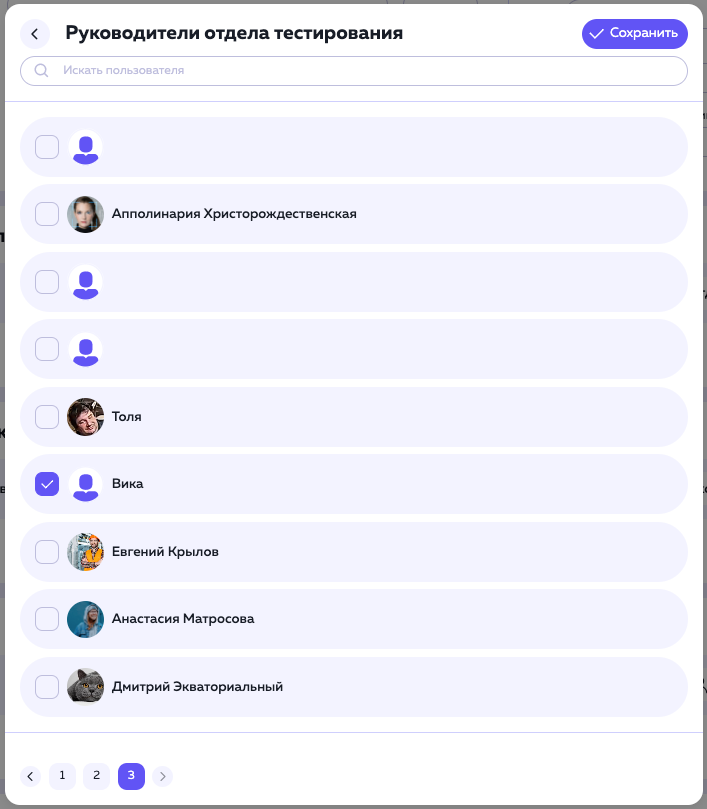 Руководители отдела тестирования
Сохранить
Искать пользователя
Апполинария Христорождественская
Толя
Вика
Евгений Крылов
Анастасия Матросова
Дмитрий Экваториальный
1 2 3